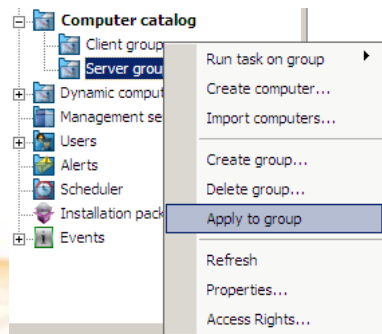 Computer catalog
Client group
Server grou
Dynamic comput
Management se
Users
Alerts
Scheduler
Installation pack
Events
Run task on group
Create computer...
Import computers...
Create group...
Delete group...
Apply to group
Refresh
Properties...
Access Rights...